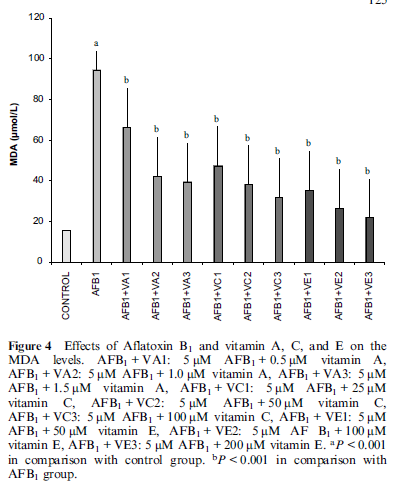 125
120
a
100
b
b
b
b
b
b
b
b
b
80
60
40
20
0
MDA (μmol/L)
CONTROL
AFB1
AFB1+VA1
AFB1+VA2
AFB1+VA3
AFB1+VC1
AFB1+VC2
AFB1+VC3
AFB1+VE1
AFB1+VE2
AFB1+VE3
Figure 4 Effects of Aflatoxin B₁ and vitamin A, C, and E on the
MDA levels. AFB₁ + VA1: 5 μM AFB₁ + 0.5 μM vitamin A,
AFB₁ + VA2: 5 μM AFB₁ + 1.0 μM vitamin A, AFB₁ + VA3: 5 μM
AFB₁ + 1.5 μM vitamin A, AFB₁ + VC1: 5 μM AFB₁ + 25 μM
vitamin C, AFB₁ + VC2: 5 μM AFB₁ + 50 μM vitamin C,
AFB₁ + VC3: 5 μM AFB₁ + 100 μM vitamin C, AFB₁ + VE1: 5 μM
AFB₁ + 50 μM vitamin E, AFB₁ + VE2: 5 μM AF B₁ + 100 μM
vitamin E, AFB₁ + VE3: 5 μM AFB₁ + 200 μM vitamin E. ᵃP < 0.001
in comparison with control group. ᵇP < 0.001 in comparison with
AFB₁ group.